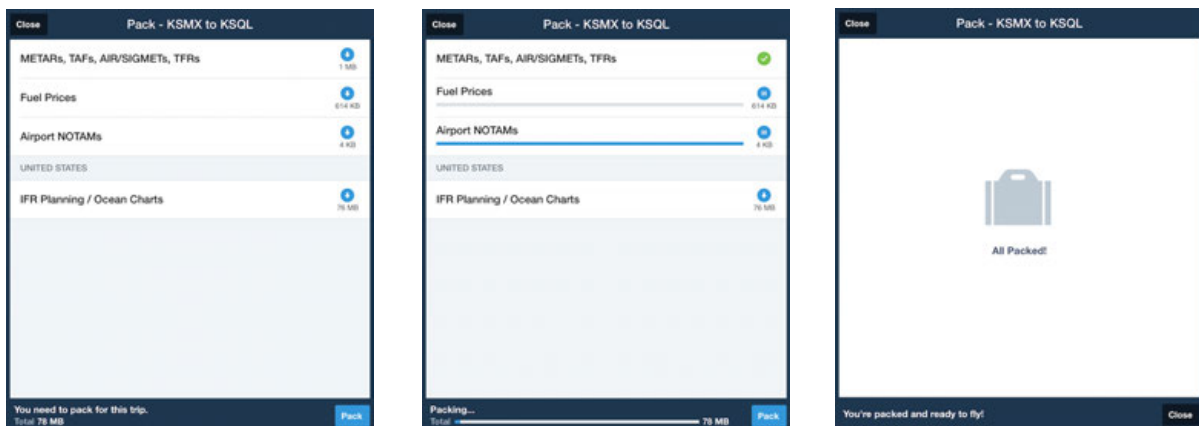 Close
Pack - KSMX to KSQL
METARs, TAFs, AIR/SIGMETs, TFRs
1 MB
Fuel Prices
614 KB
Airport NOTAMs
4 KB
UNITED STATES
IFR Planning / Ocean Charts
76 MB
You need to pack for this trip.
Total 78 MB
Pack
Close
Pack - KSMX to KSQL
METARs, TAFs, AIR/SIGMETs, TFRs
Fuel Prices
614 KB
Airport NOTAMs
4 KB
UNITED STATES
IFR Planning / Ocean Charts
76 MB
Packing...
Total 78 MB
Pack
Close
Pack - KSMX to KSQL
All Packed!
You're packed and ready to fly!
Close